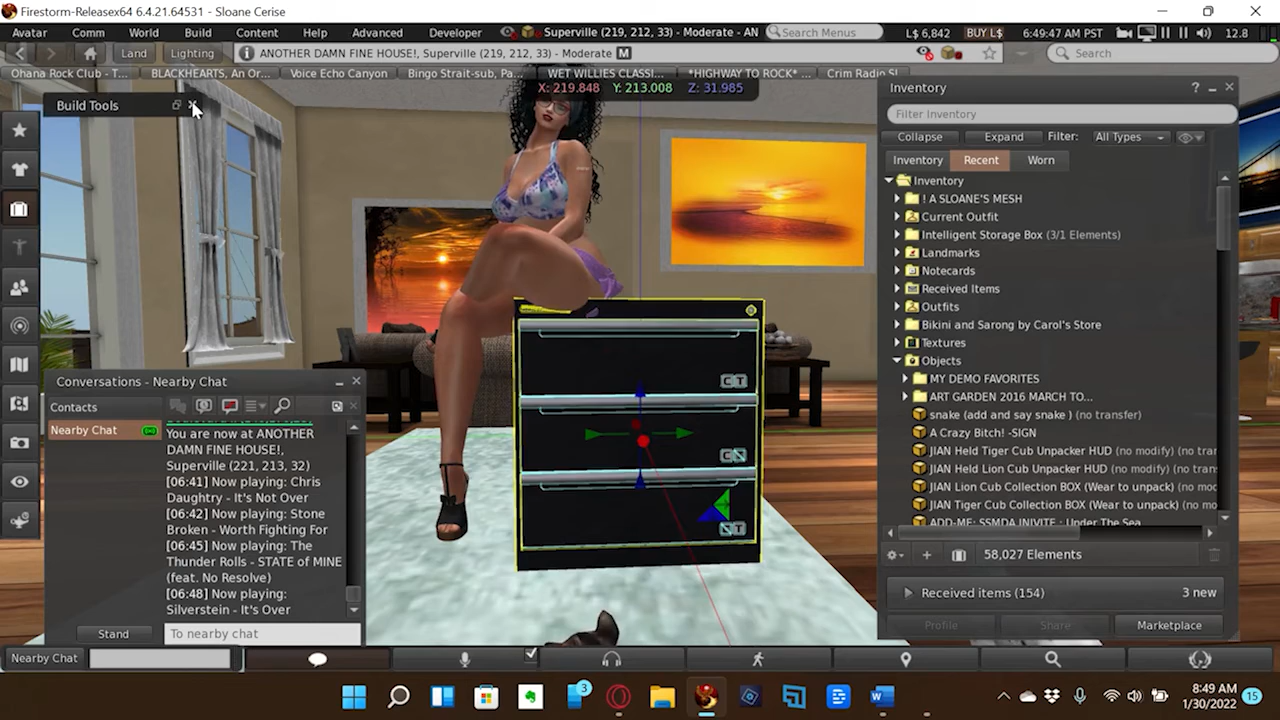 Firestorm-Releasex64 6.4.21.64531 - Sloane Cerise
Avatar Comm World Build Content Help Advanced Developer Superville (219, 212, 33) - Moderate - AN Search Menus L$ 6,842 BUY L$ 6:49:47 AM PST 12.8
Land Lighting ANOTHER DAMN FINE HOUSE!, Superville (219, 212, 33) - Moderate M Search
Ohana Rock Club - T... BLACKHEARTS, An Or... Voice Echo Canyon Bingo Strait-sub, Pa... WET WILLIES CLASSI... *HIGHWAY TO ROCK* ... Crim Radio SL
X: 219.848 Y: 213.008 Z: 31.985
Build Tools
Inventory
Filter Inventory
Collapse Expand Filter: All Types
Inventory Recent Worn
Inventory
! A SLOANE'S MESH
Current Outfit
Intelligent Storage Box (3/1 Elements)
Landmarks
Notecards
Received Items
Outfits
Bikini and Sarong by Carol's Store
Textures
Objects
MY DEMO FAVORITES
ART GARDEN 2016 MARCH TO...
snake (add and say snake ) (no transfer)
A Crazy Bitch! -SIGN
JIAN Held Tiger Cub Unpacker HUD (no modify) (no tran
JIAN Held Lion Cub Unpacker HUD (no modify) (no trans
JIAN Lion Cub Collection BOX (Wear to unpack) (no moc
JIAN Tiger Cub Collection BOX (Wear to unpack) (no mo
ADD-ME: SSMDA INIVITE : Under The Sea
58,027 Elements
Received items (154) 3 new
Profile Share Marketplace
C T
C N
N T
Conversations - Nearby Chat
Contacts
Nearby Chat
You are now at ANOTHER
DAMN FINE HOUSE!,
Superville (221, 213, 32)
[06:41] Now playing: Chris
Daughtry - It's Not Over
[06:42] Now playing: Stone
Broken - Worth Fighting For
[06:45] Now playing: The
Thunder Rolls - STATE of MINE
(feat. No Resolve)
[06:48] Now playing:
Silverstein - It's Over
Stand To nearby chat
Nearby Chat
3
8:49 AM
1/30/2022
15